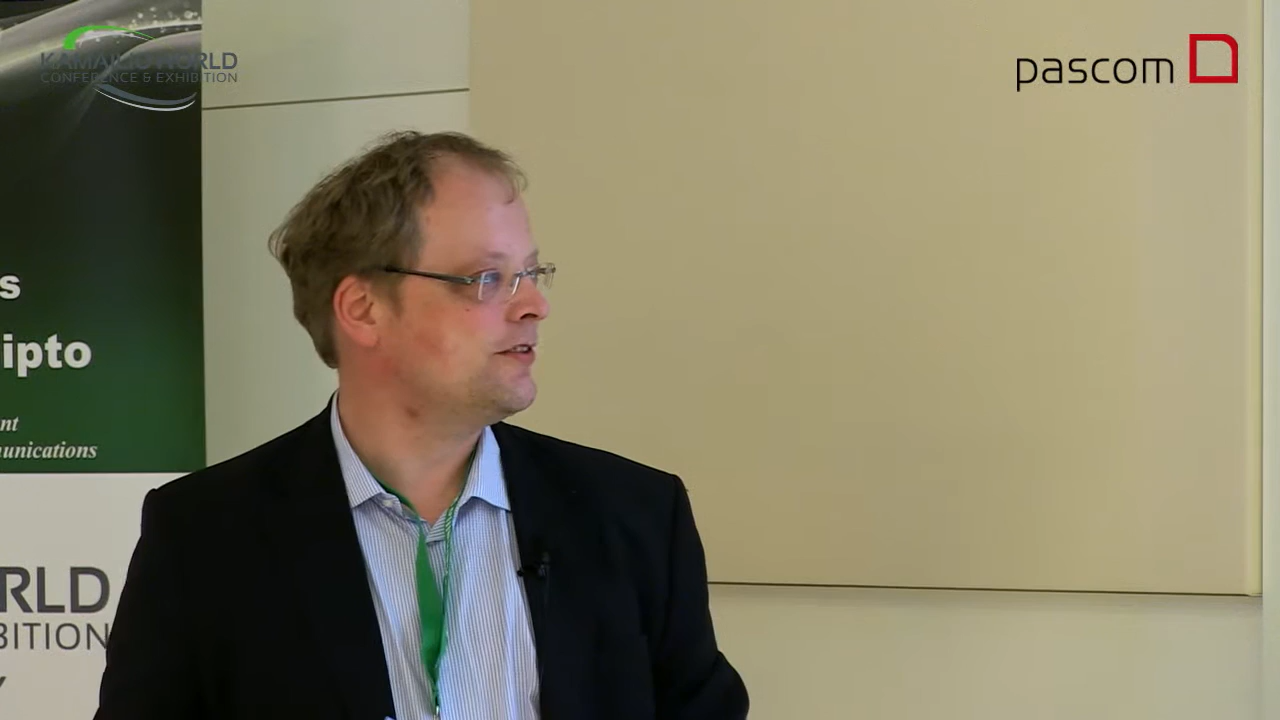 KAMAILIO WORLD
CONFERENCE & EXHIBITION
pascom
s
ipto
nt
unications
RLD
BITION